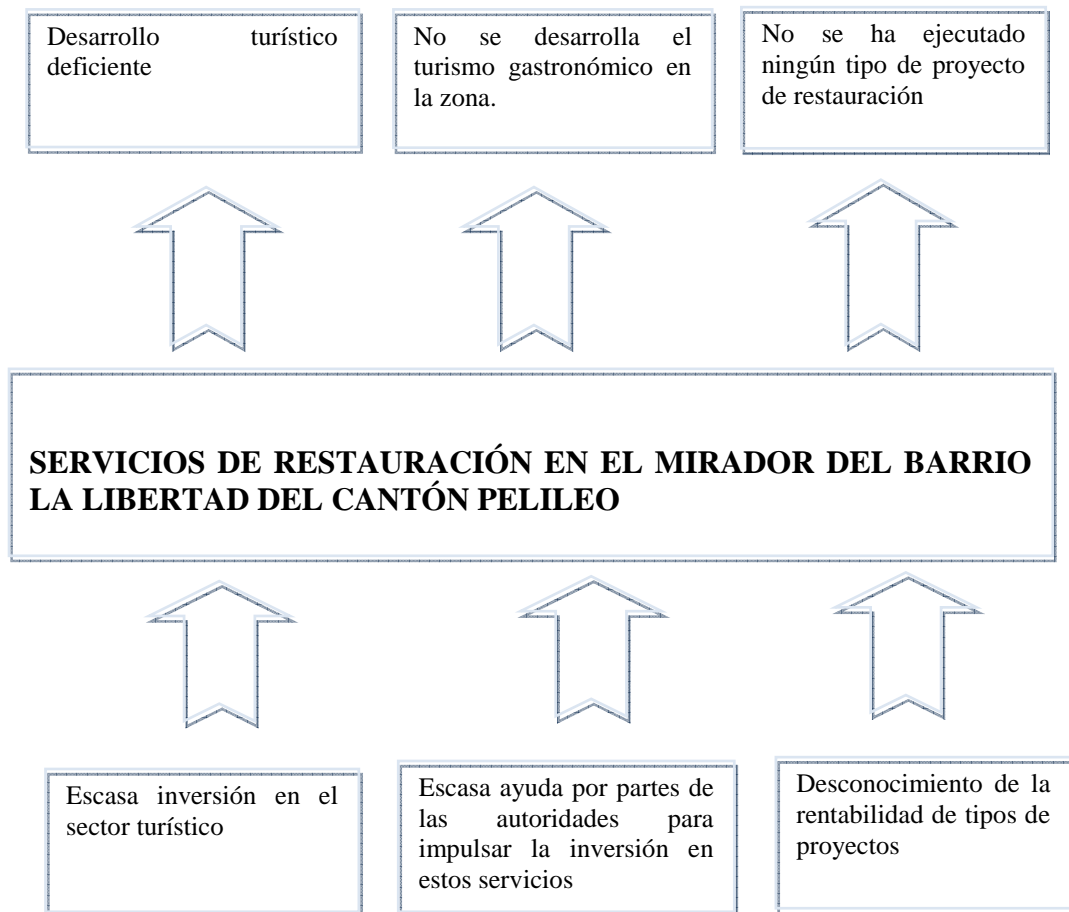 Desarrollo turístico
deficiente
No se desarrolla el
turismo gastronómico en
la zona.
No se ha ejecutado
ningún tipo de proyecto
de restauración
SERVICIOS DE RESTAURACIÓN EN EL MIRADOR DEL BARRIO
LA LIBERTAD DEL CANTÓN PELILEO
Escasa inversión en el
sector turístico
Escasa ayuda por partes de
las autoridades para
impulsar la inversión en
estos servicios
Desconocimiento de la
rentabilidad de tipos de
proyectos